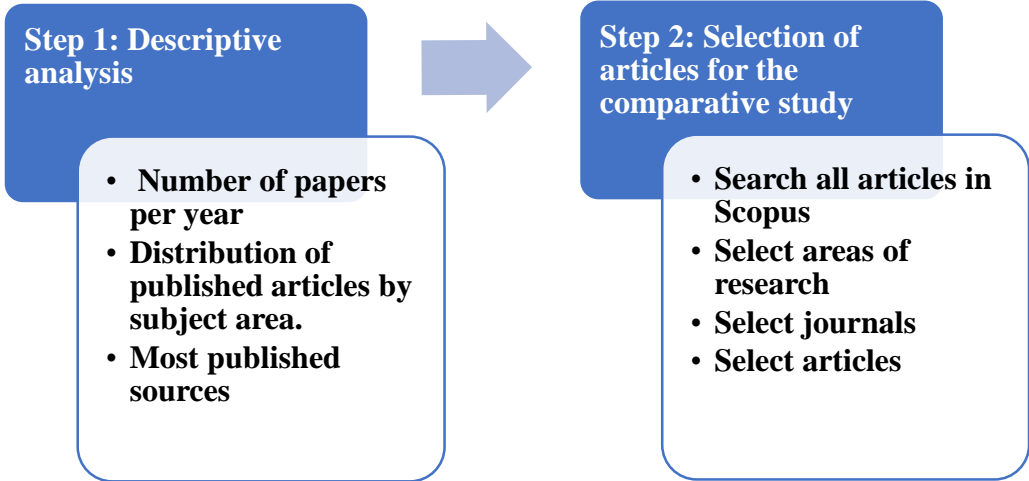 Step 1: Descriptive
analysis
• Number of papers
per year
• Distribution of
published articles by
subject area.
• Most published
sources
Step 2: Selection of
articles for the
comparative study
• Search all articles in
Scopus
• Select areas of
research
• Select journals
• Select articles